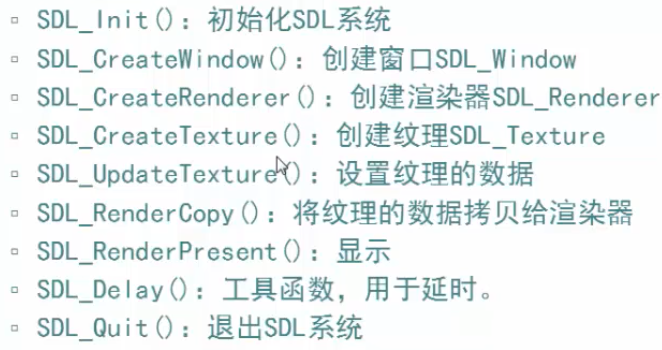 SDL_Init(): 初始化SDL系统
SDL_CreateWindow(): 创建窗口SDL_Window
SDL_CreateRenderer(): 创建渲染器SDL_Renderer
SDL_CreateTexture(): 创建纹理SDL_Texture
SDL_UpdateTexture(): 设置纹理的数据
SDL_RenderCopy(): 将纹理的数据拷贝给渲染器
SDL_RenderPresent(): 显示
SDL_Delay(): 工具函数，用于延时。
SDL_Quit(): 退出SDL系统